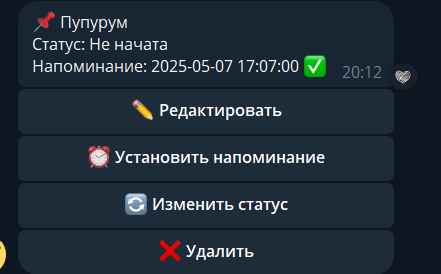 📌 Пупурум
Статус: Не начата
Напоминание: 2025-05-07 17:07:00 ✅
20:12
✏️ Редактировать
⏰ Установить напоминание
🔄 Изменить статус
❌ Удалить